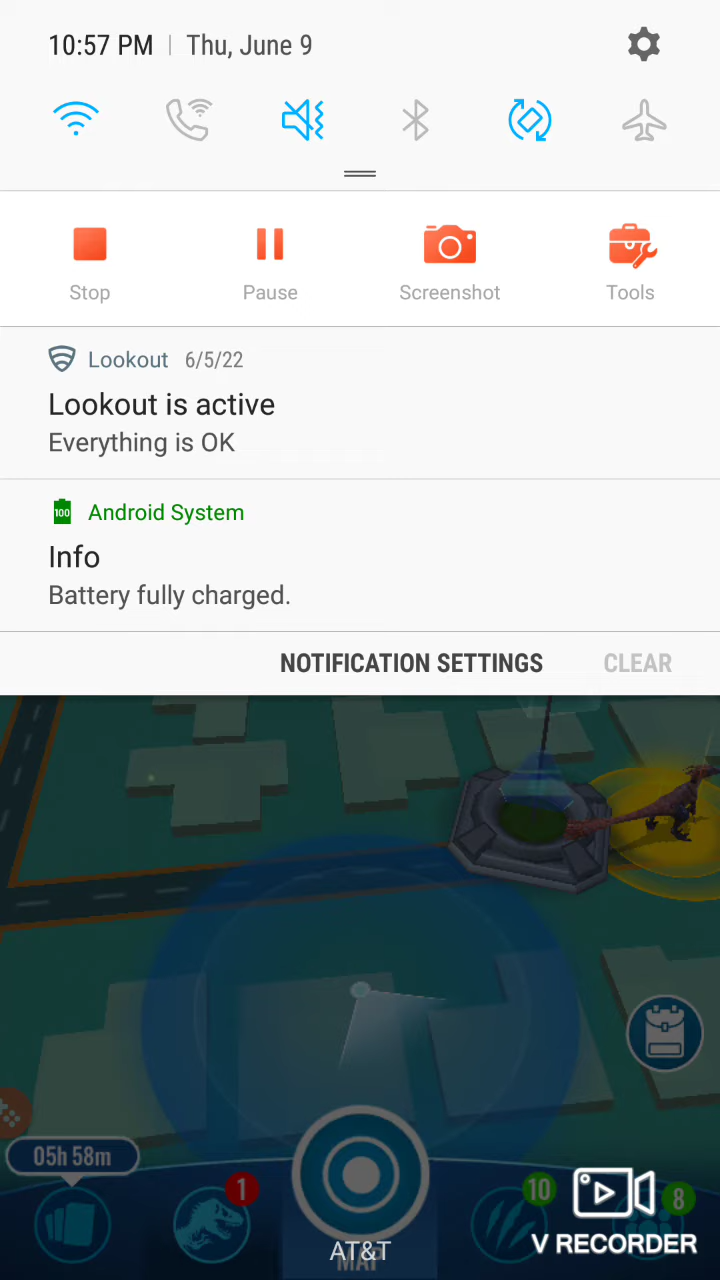 10:57 PM | Thu, June 9
Stop
Pause
Screenshot
Tools
Lookout 6/5/22
Lookout is active
Everything is OK
100 Android System
Info
Battery fully charged.
NOTIFICATION SETTINGS
CLEAR
05h 58m
1
10
8
V RECORDER
AT&T
MAP